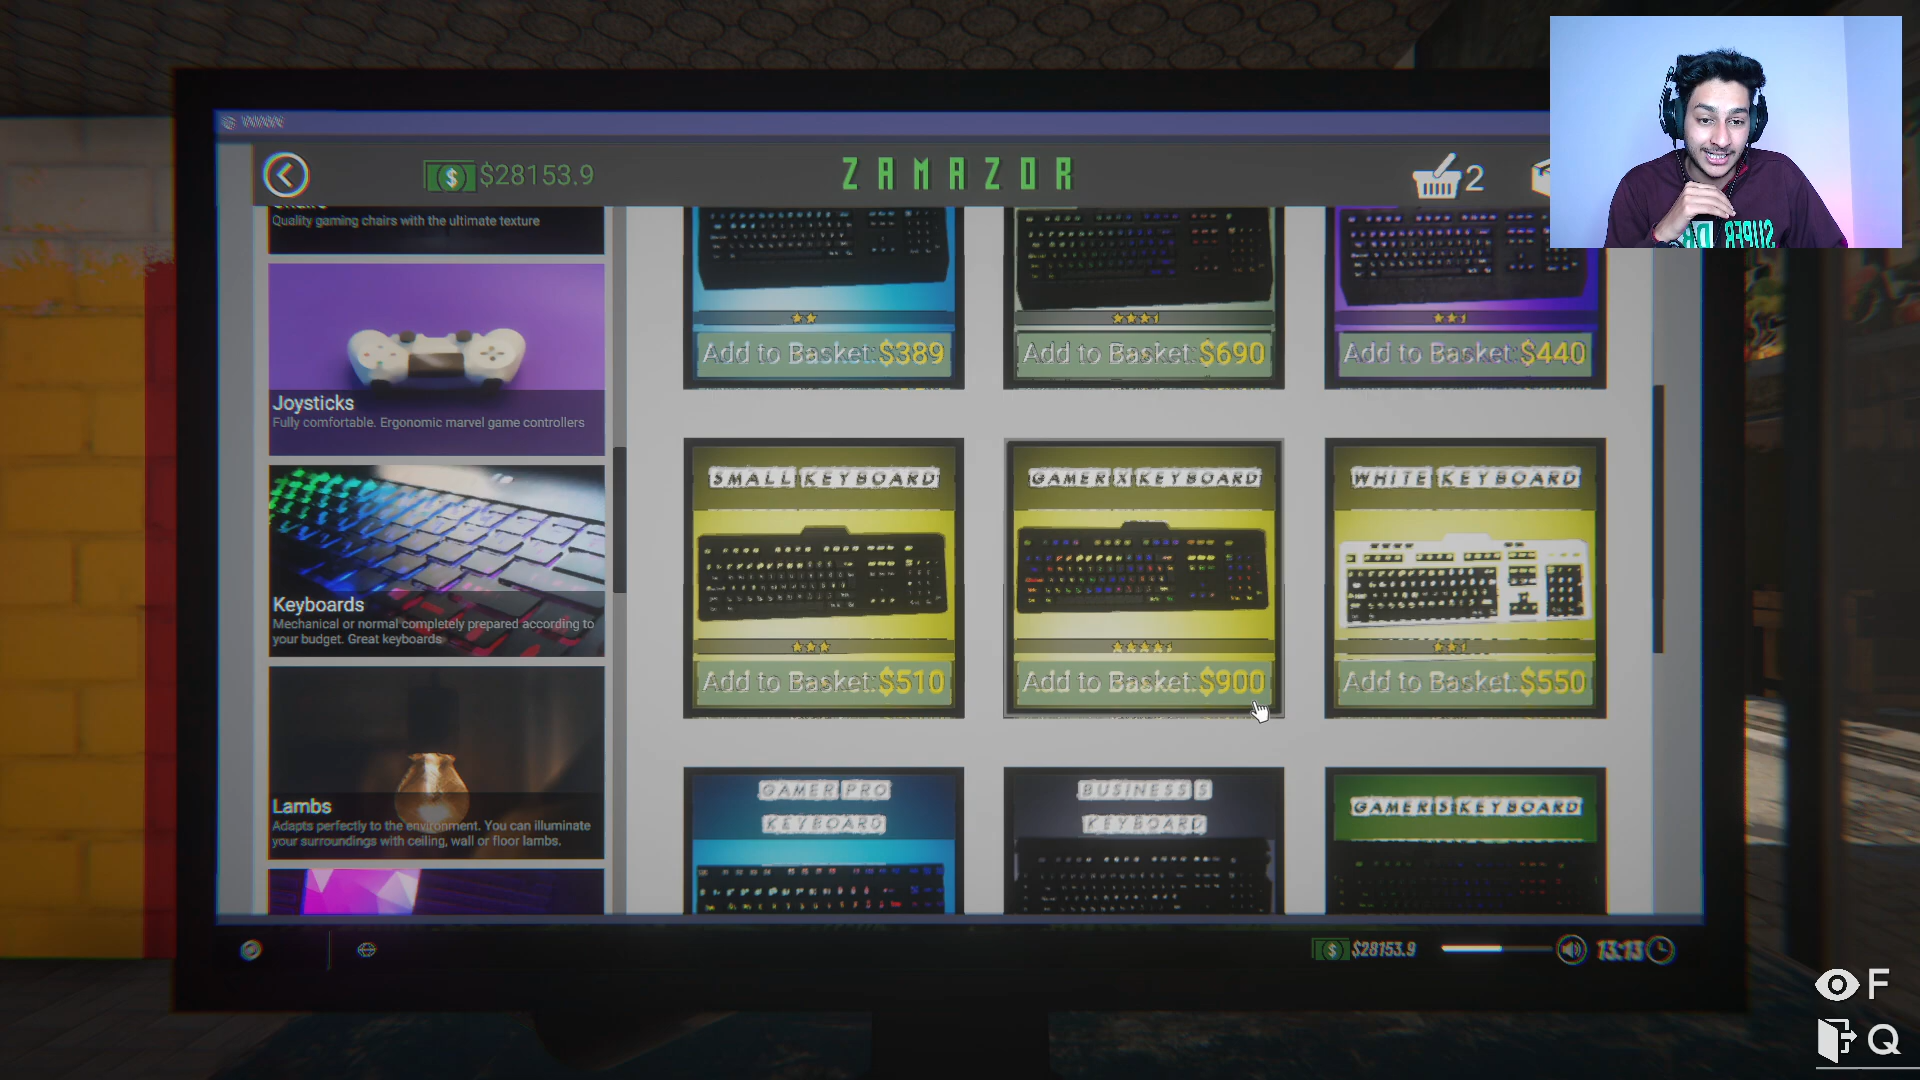 $28153.9
ZAMAZOR
2
Quality gaming chairs with the ultimate texture
Joysticks
Fully comfortable. Ergonomic marvel game controllers
Keyboards
Mechanical or normal completely prepared according to
your budget. Great keyboards
Lambs
Adapts perfectly to the environment. You can illuminate
your surroundings with ceiling, wall or floor lambs.
Add to Basket:$389
Add to Basket:$690
Add to Basket:$440
SMALL KEYBOARD
Add to Basket:$510
GAMER X KEYBOARD
Add to Basket:$900
WHITE KEYBOARD
Add to Basket:$550
GAMER PRO
KEYBOARD
BUSINESS S
KEYBOARD
GAMER S KEYBOARD
$28153.9
13:13
F
Q
SUPER